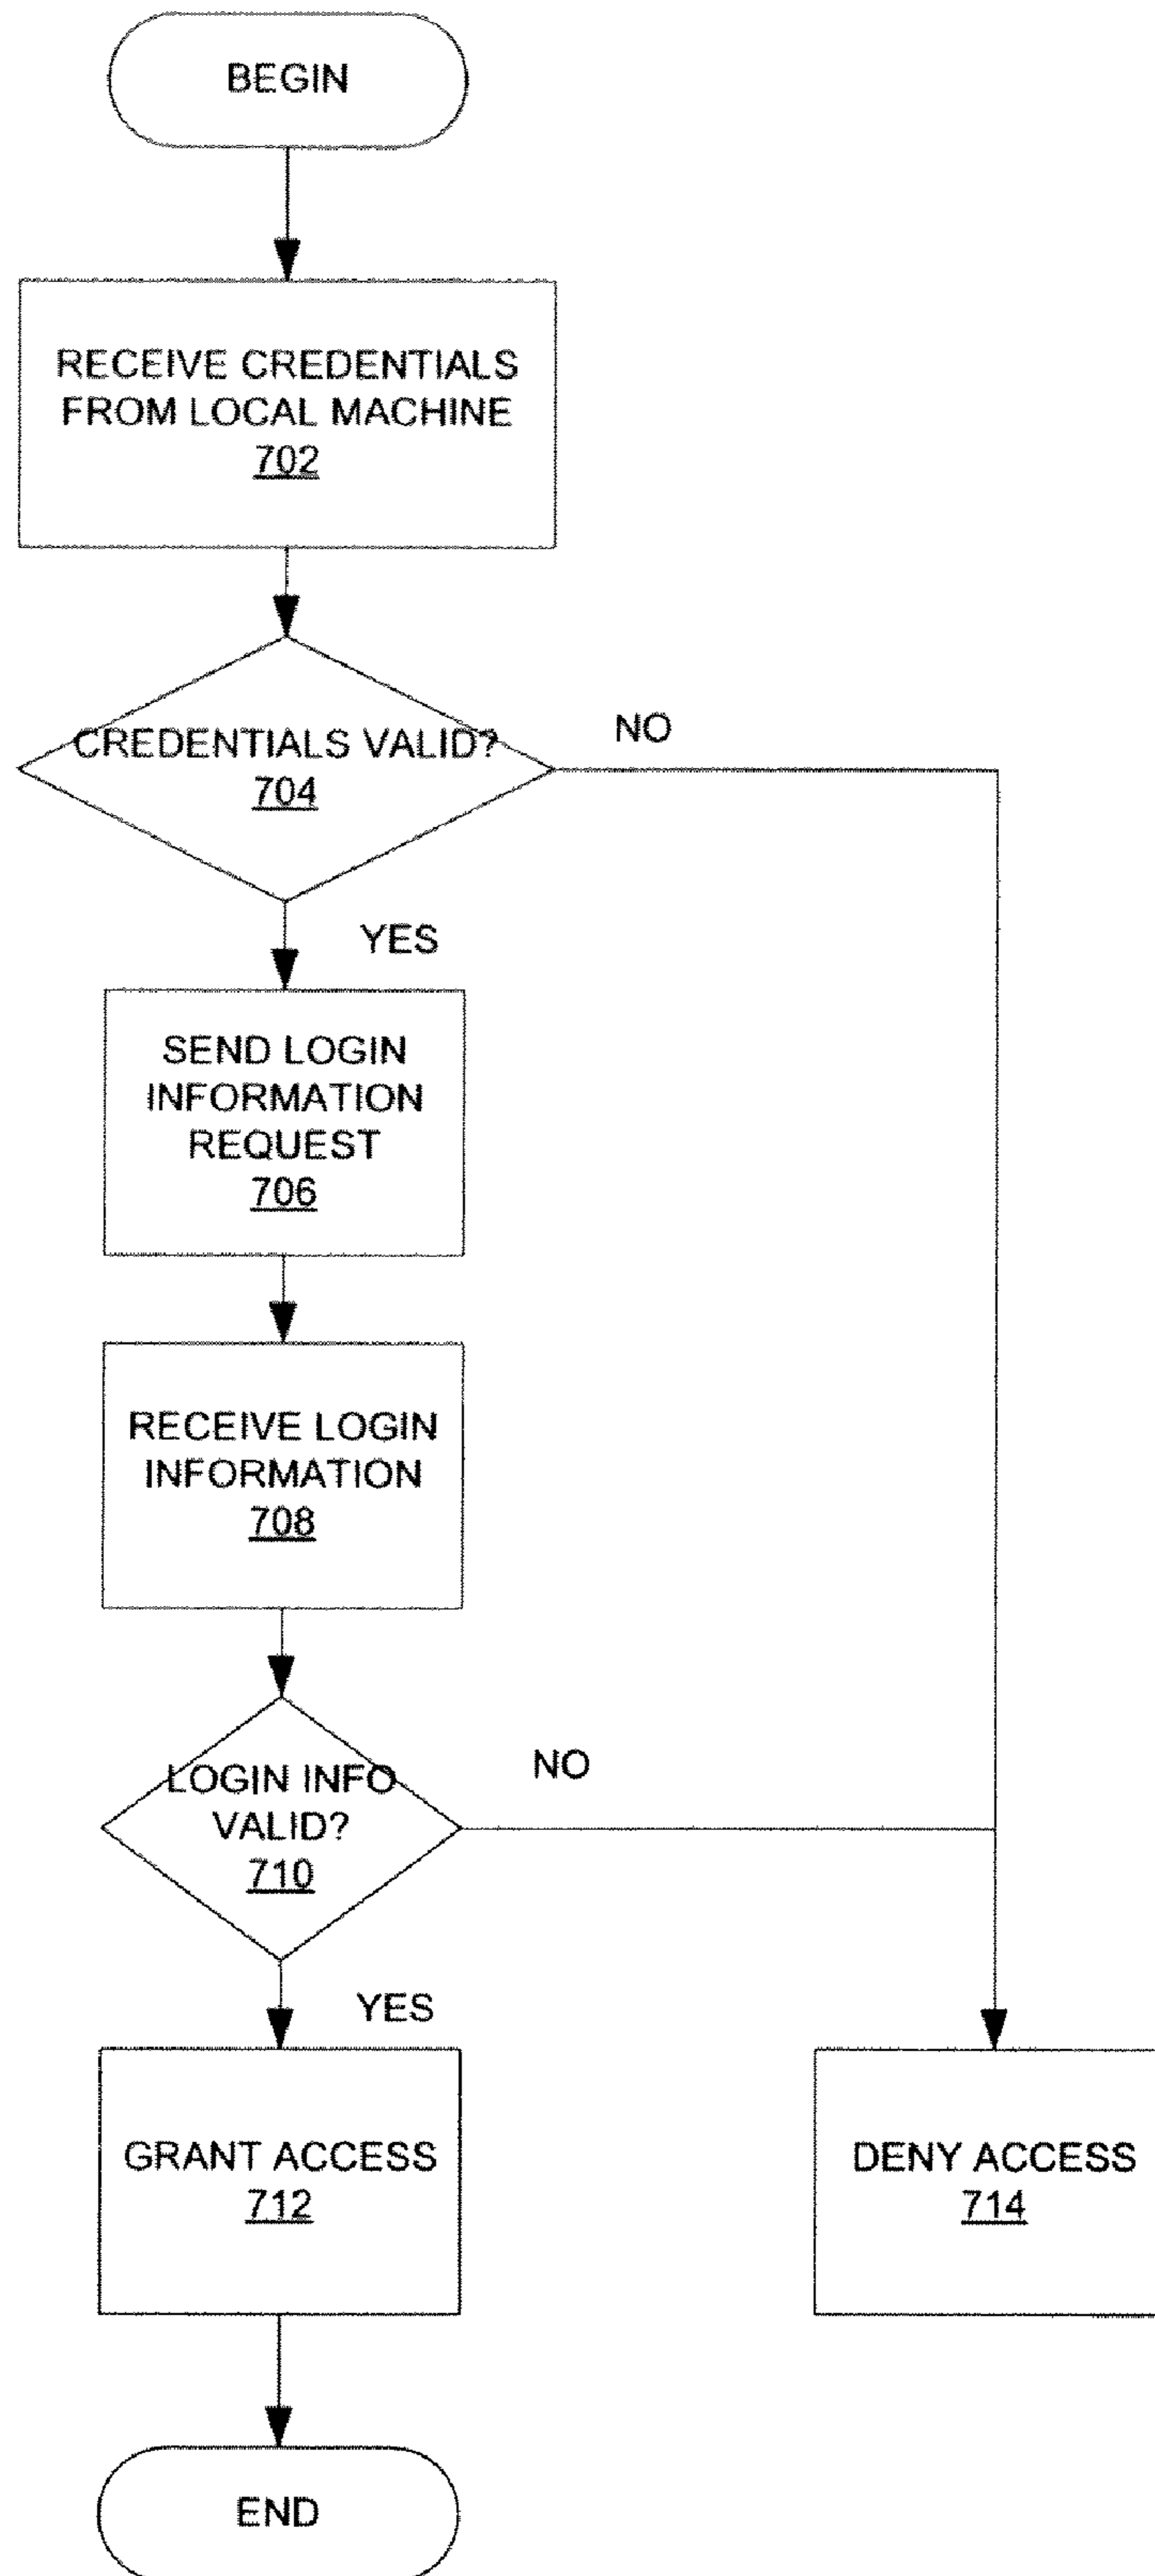 BEGIN
RECEIVE CREDENTIALS
FROM LOCAL MACHINE
702
CREDENTIALS VALID?
704
NO
YES
SEND LOGIN
INFORMATION
REQUEST
706
RECEIVE LOGIN
INFORMATION
708
LOGIN INFO
VALID?
710
NO
YES
GRANT ACCESS
712
DENY ACCESS
714
END